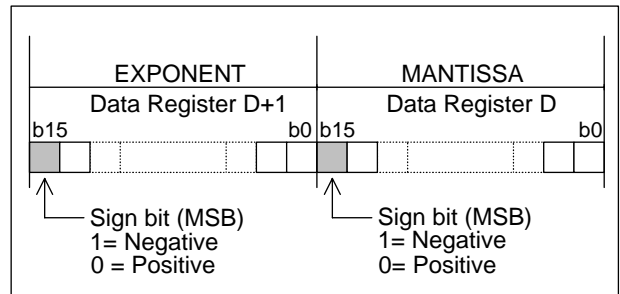 EXPONENT MANTISSA
Data Register D+1 Data Register D
b15 b0 b15 b0
Sign bit (MSB) Sign bit (MSB)
1= Negative 1= Negative
0 = Positive 0= Positive